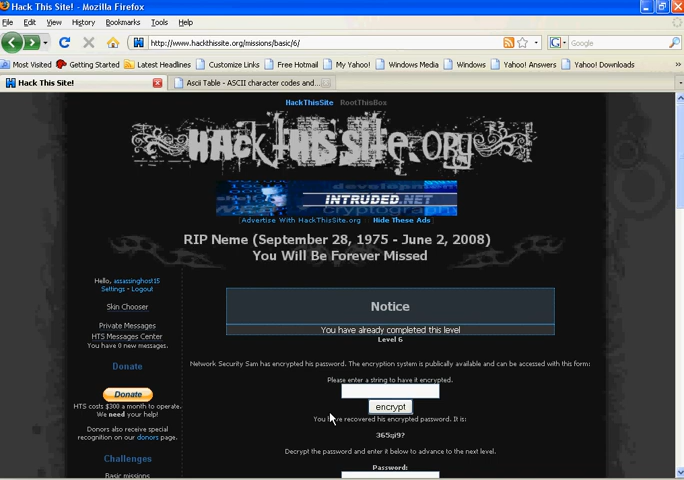 Hack This Site! - Mozilla Firefox
File Edit View History Bookmarks Tools Help
http://www.hackthissite.org/missions/basic/6/
Google
Most Visited Getting Started Latest Headlines Customize Links Free Hotmail My Yahoo! Windows Media Windows Yahoo! Answers Yahoo! Downloads
Hack This Site! Ascii Table - ASCII character codes and...
HackThisSite RootThisBox
HACK THIS SITE.ORG
INTRUDED.NET
Advertise With HackThisSite.org :: Hide These Ads
RIP Neme (September 28, 1975 - June 2, 2008)
You Will Be Forever Missed
Hello, assassinghost15
Settings - Logout
Skin Chooser
Private Messages
HTS Messages Center
You have 0 new messages.
Donate
Donate
HTS costs $300 a month to operate.
We need your help!
Donors also receive special
recognition on our donors page.
Challenges
Basic missions
Notice
You have already completed this level
Level 6
Network Security Sam has encrypted his password. The encryption system is publically available and can be accessed with this form:
Please enter a string to have it encrypted.
encrypt
You have recovered his encrypted password. It is:
Decrypt the password and enter it below to advance to the next level.
Password: